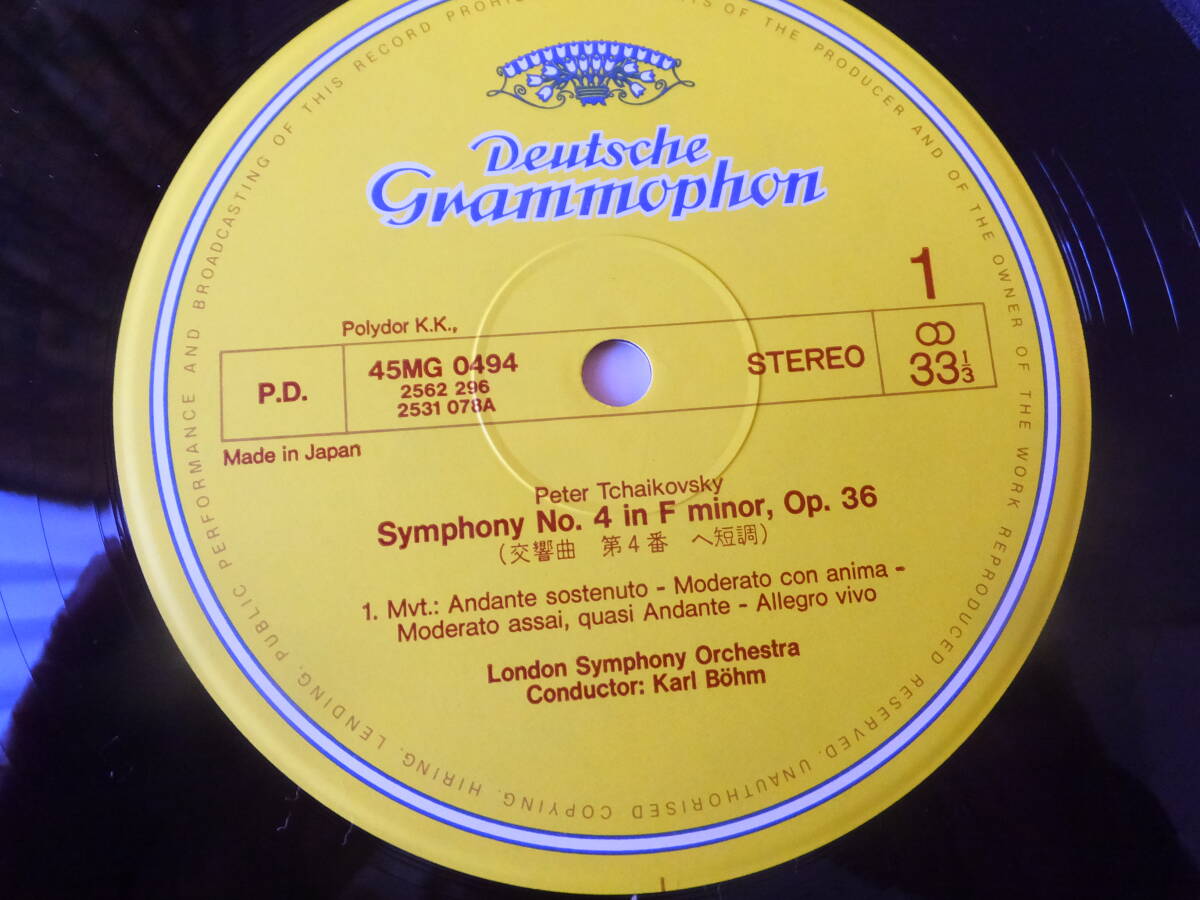 Deutsche
Grammophon
1
Polydor K.K.,
P.D.
45MG 0494
2562 296
2531 078A
STEREO
33 1/3
Made in Japan
Peter Tchaikovsky
Symphony No. 4 in F minor, Op. 36
(交響曲 第4番 ヘ短調)
1. Mvt.: Andante sostenuto - Moderato con anima -
Moderato assai, quasi Andante - Allegro vivo
London Symphony Orchestra
Conductor: Karl Böhm
OF THE PRODUCER AND OF THE OWNER OF THE WORK REPRODUCED RESERVED. UNAUTHORISED COPYING. HIRING. LENDING. PUBLIC PERFORMANCE AND BROADCASTING OF THIS RECORD